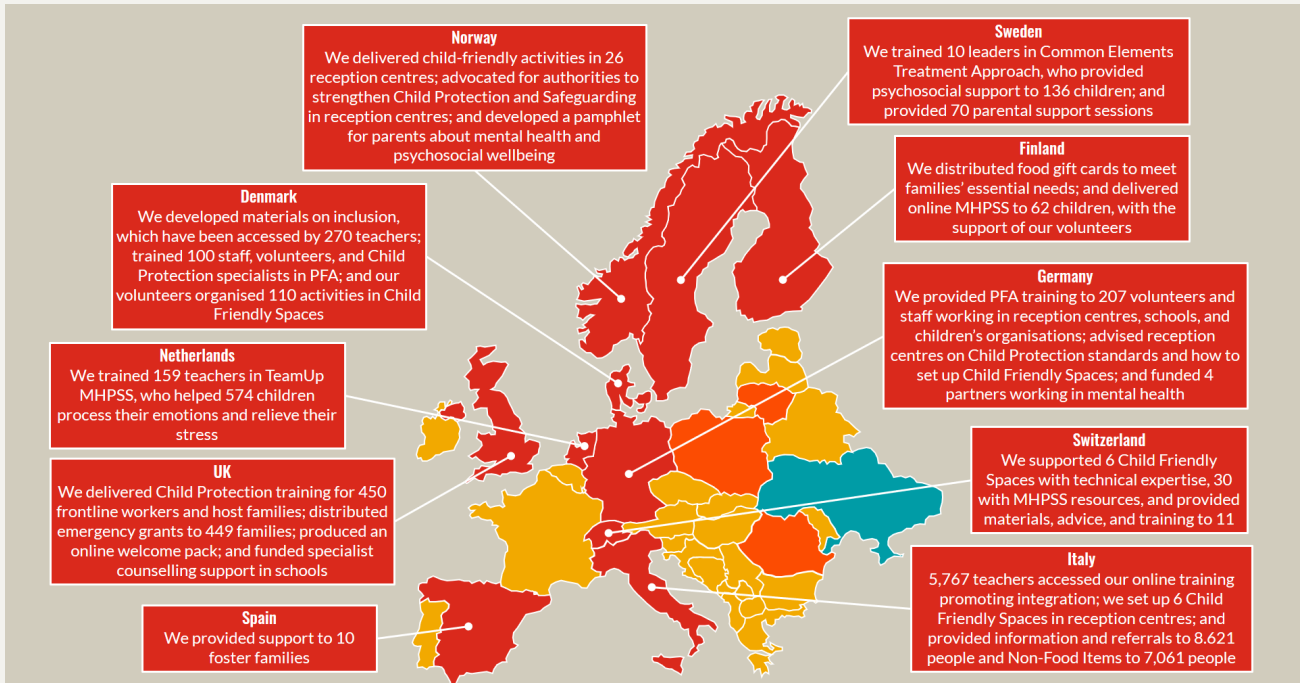 Norway
We delivered child-friendly activities in 26
reception centres; advocated for authorities to
strengthen Child Protection and Safeguarding
in reception centres; and developed a pamphlet
for parents about mental health and
psychosocial wellbeing
Sweden
We trained 10 leaders in Common Elements
Treatment Approach, who provided
psychosocial support to 136 children; and
provided 70 parental support sessions
Finland
We distributed food gift cards to meet
families' essential needs; and delivered
online MHPSS to 62 children, with the
support of our volunteers
Denmark
We developed materials on inclusion,
which have been accessed by 270 teachers;
trained 100 staff, volunteers, and Child
Protection specialists in PFA; and our
volunteers organised 110 activities in Child
Friendly Spaces
Germany
We provided PFA training to 207 volunteers and
staff working in reception centres, schools, and
children's organisations; advised reception
centres on Child Protection standards and how to
set up Child Friendly Spaces; and funded 4
partners working in mental health
Netherlands
We trained 159 teachers in TeamUp
MHPSS, who helped 574 children
process their emotions and relieve their
stress
Switzerland
We supported 6 Child Friendly
Spaces with technical expertise, 30
with MHPSS resources, and provided
materials, advice, and training to 11
UK
We delivered Child Protection training for 450
frontline workers and host families; distributed
emergency grants to 449 families; produced an
online welcome pack; and funded specialist
counselling support in schools
Italy
5,767 teachers accessed our online training
promoting integration; we set up 6 Child
Friendly Spaces in reception centres; and
provided information and referrals to 8.621
people and Non-Food Items to 7,061 people
Spain
We provided support to 10
foster families